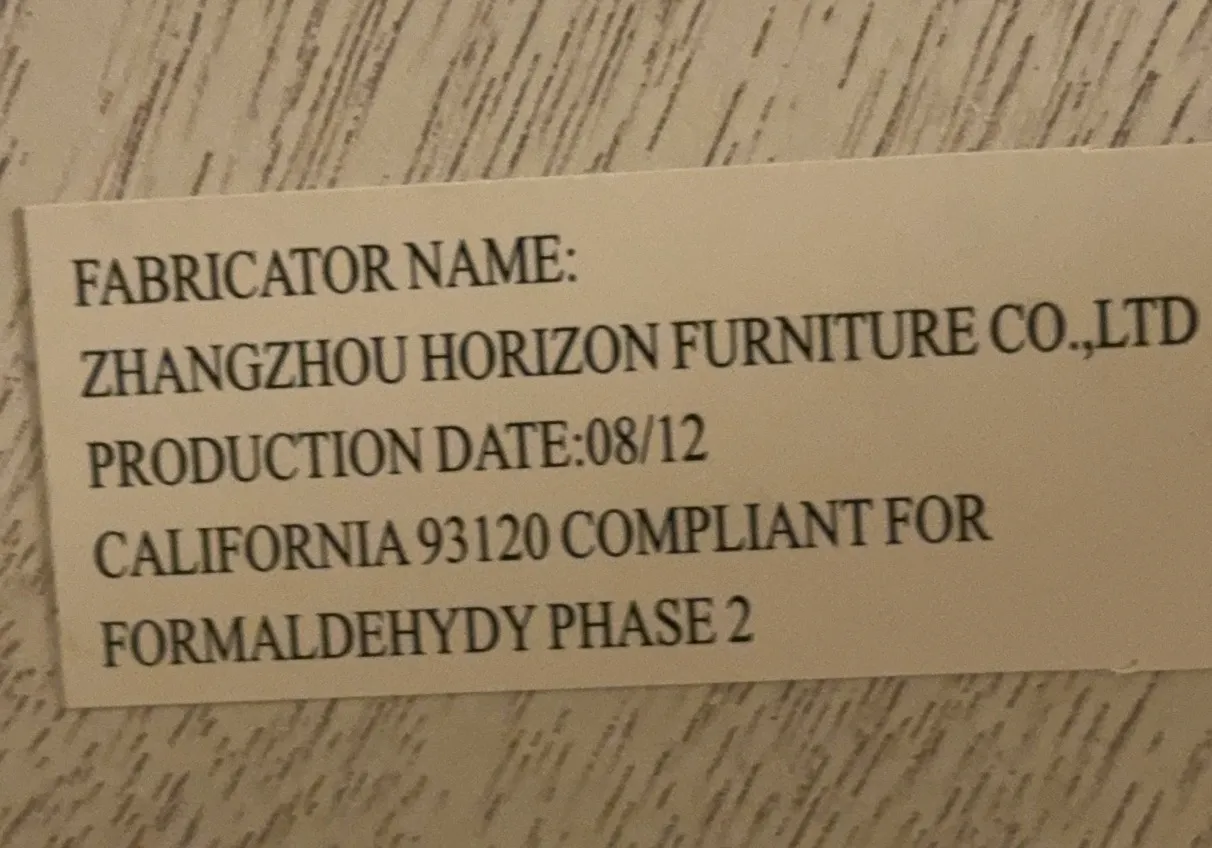 FABRICATOR NAME:
ZHANGZHOU HORIZON FURNITURE CO.,LTD
PRODUCTION DATE:08/12
CALIFORNIA 93120 COMPLIANT FOR
FORMALDEHYDY PHASE 2